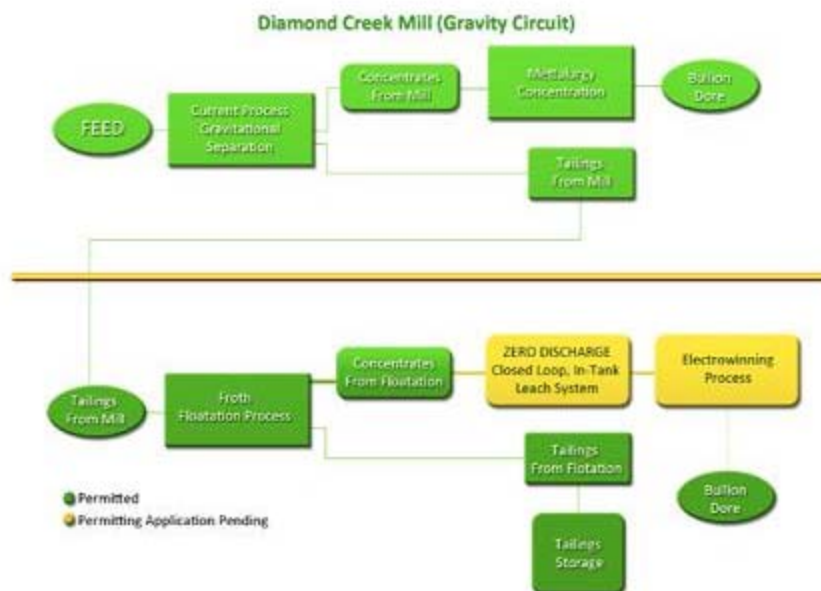 Diamond Creek Mill (Gravity Circuit)
FEED
Current Process
Gravitational
Separation
Concentrates
From Mill
Mettalurgy
Concentration
Bullion
Dore
Tailings
From Mill
Tailings
From Mill
Froth
Floatation Process
Concentrates
From Floatation
ZERO DISCHARGE
Closed Loop, In-Tank
Leach System
Electrowinning
Process
Tailings
From Flotation
Bullion
Dore
Tailings
Storage
Permitted
Permitting Application Pending